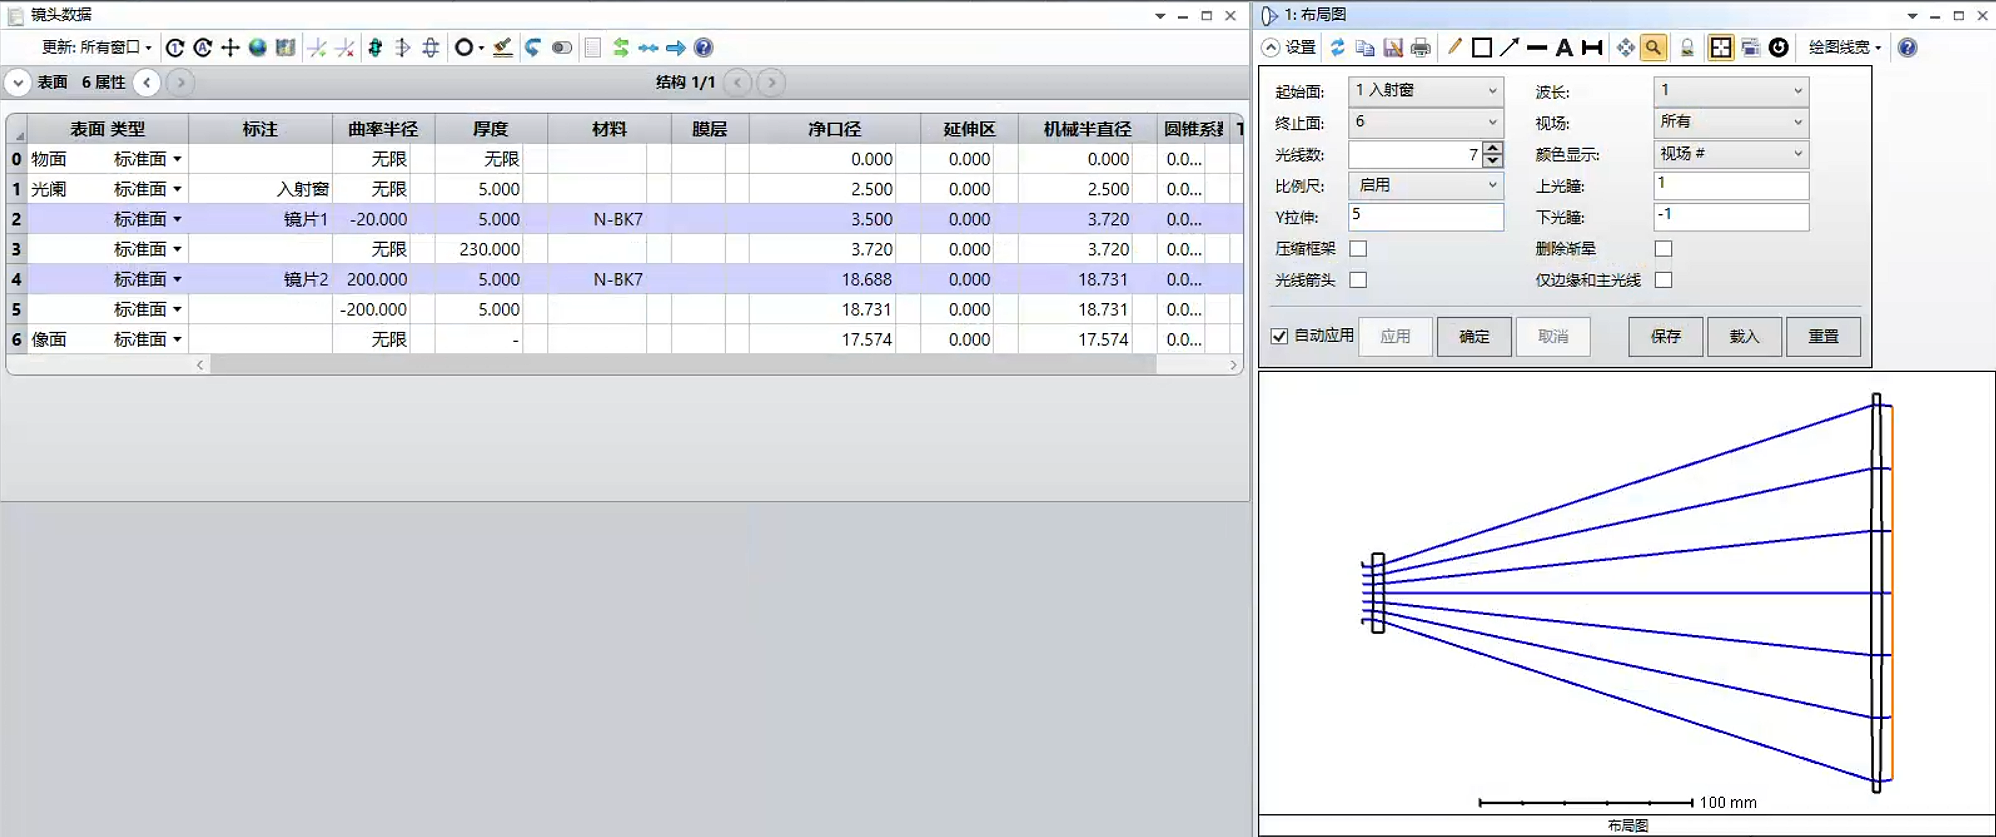 镜头数据
更新: 所有窗口
表面 6 属性
结构 1/1
表面 类型 标注 曲率半径 厚度 材料 膜层 净口径 延伸区 机械半直径 圆锥系数
0 物面 标准面 无限 无限 0.000 0.000 0.000 0.0...
1 光阑 标准面 入射窗 无限 5.000 2.500 0.000 2.500 0.0...
2 标准面 镜片1 -20.000 5.000 N-BK7 3.500 0.000 3.720 0.0...
3 标准面 无限 230.000 3.720 0.000 3.720 0.0...
4 标准面 镜片2 200.000 5.000 N-BK7 18.688 0.000 18.731 0.0...
5 标准面 -200.000 5.000 18.731 0.000 18.731 0.0...
6 像面 标准面 无限 - 17.574 0.000 17.574 0.0...
1: 布局图
设置
绘图线宽
起始面: 1 入射窗 波长: 1
终止面: 6 视场: 所有
光线数: 7 颜色显示: 视场 #
比例尺: 启用 上光瞳: 1
Y拉伸: 5 下光瞳: -1
压缩框架 删除渐晕
光线箭头 仅边缘和主光线
自动应用 应用 确定 取消 保存 载入 重置
100 mm
布局图